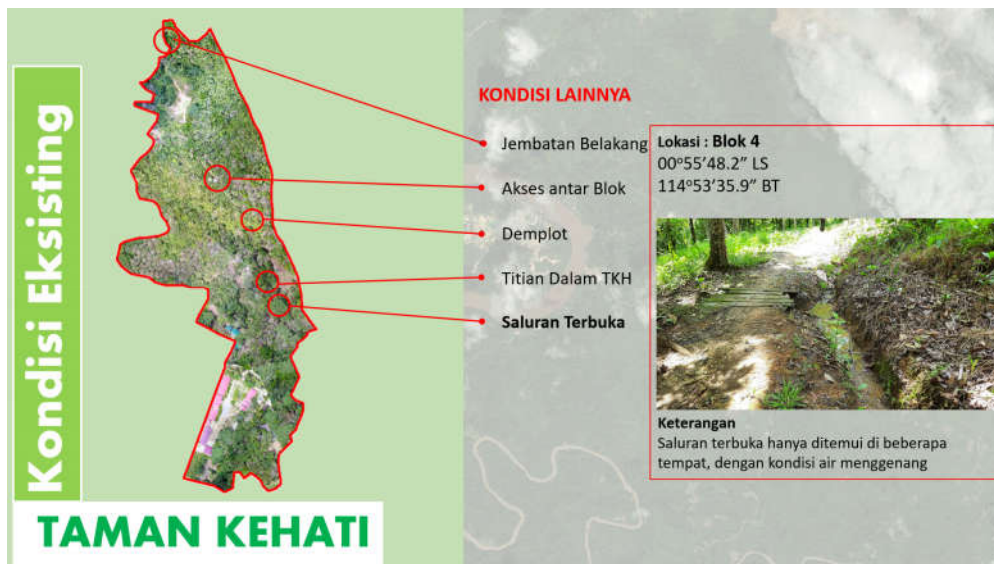 Kondisi Eksisting
TAMAN KEHATI
KONDISI LAINNYA
Jembatan Belakang
Akses antar Blok
Demplot
Titian Dalam TKH
Saluran Terbuka
Lokasi : Blok 4
00°55'48.2” LS
114°53'35.9” BT
Keterangan
Saluran terbuka hanya ditemui di beberapa
tempat, dengan kondisi air menggenang